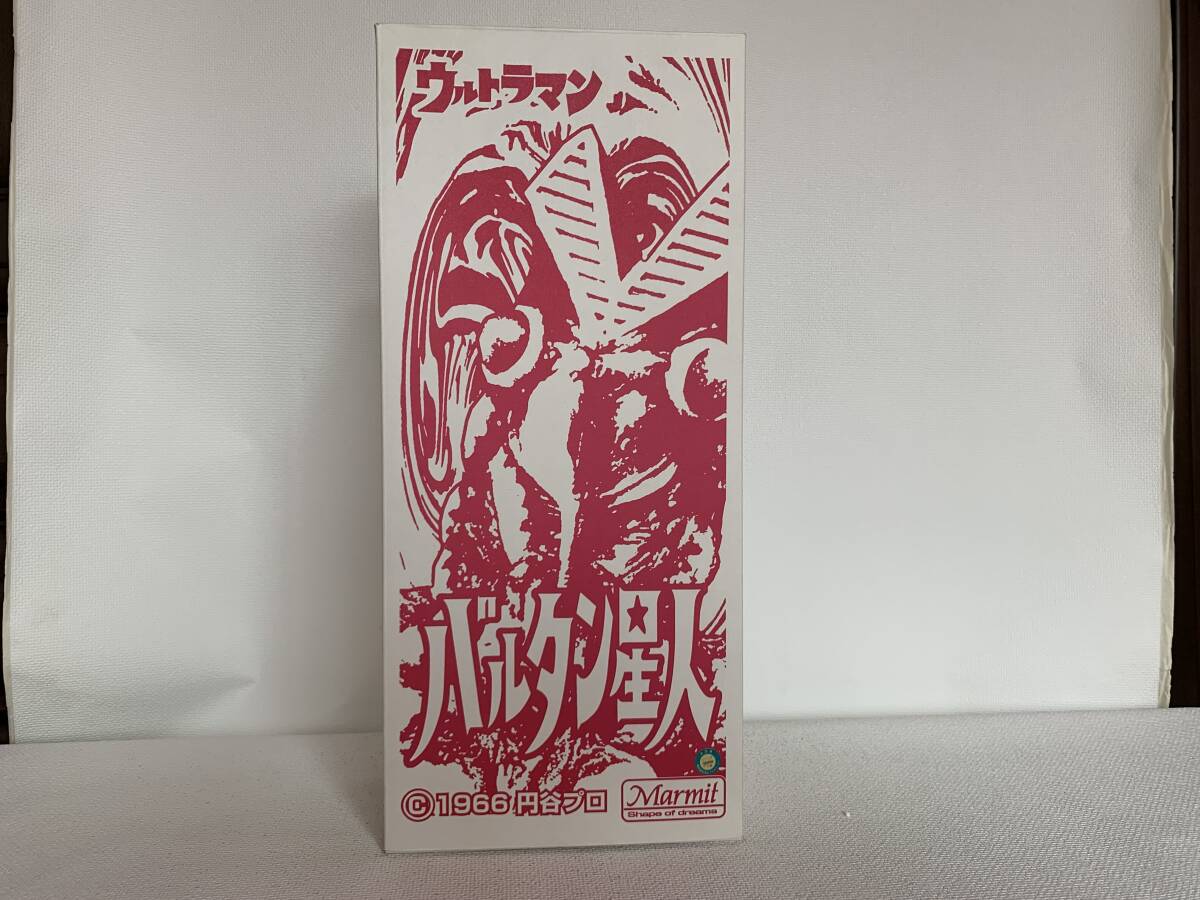 ウルトラマン
バルタン星人
©1966 円谷プロ
Marmit
Shape of dreams